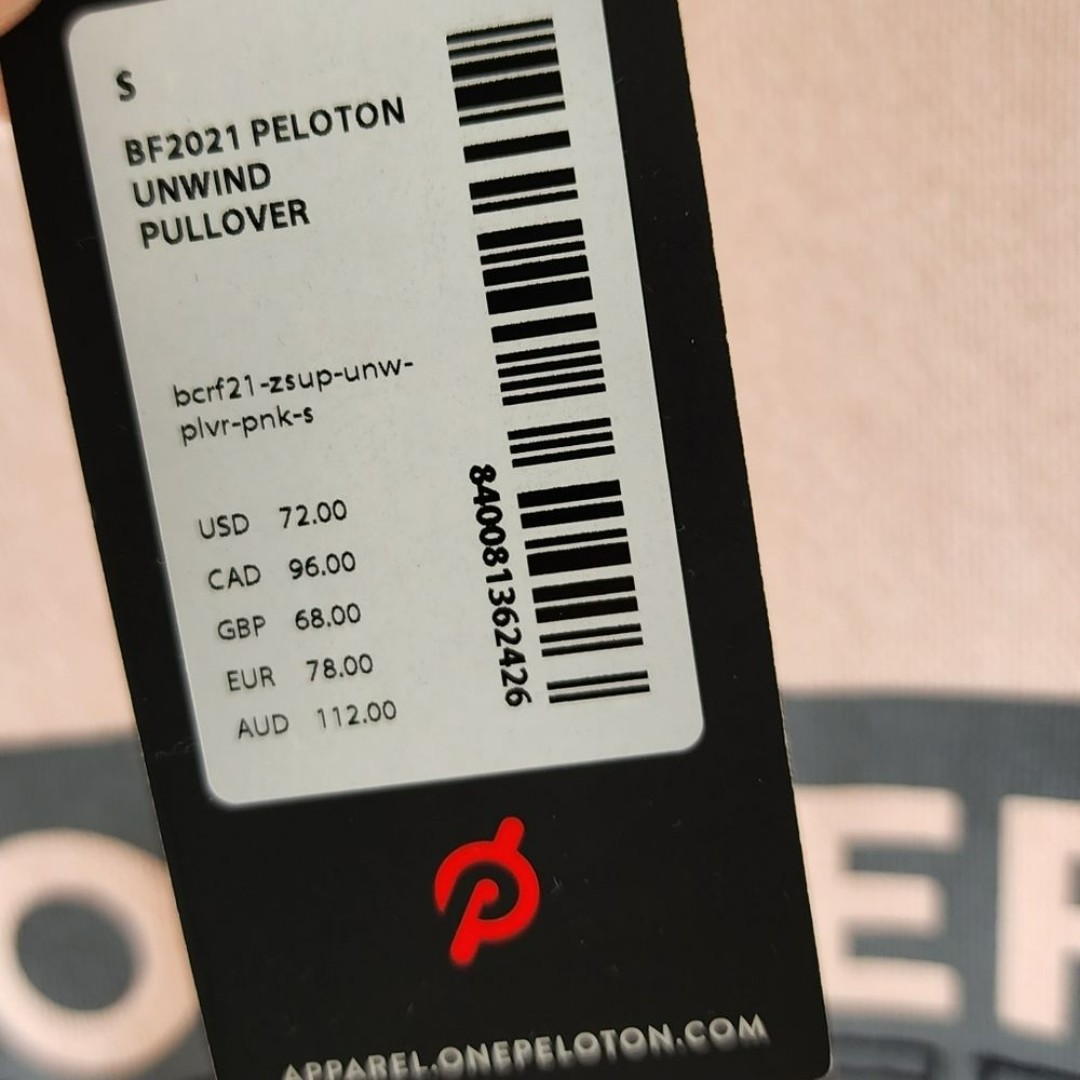 S
BF2021 PELOTON
UNWIND
PULLOVER
bcrf21-zsup-unw-
plvr-pnk-s
USD 72.00
CAD 96.00
GBP 68.00
EUR 78.00
AUD 112.00
840081362426
APPAREL.ONEPELOTON.COM
O
ER